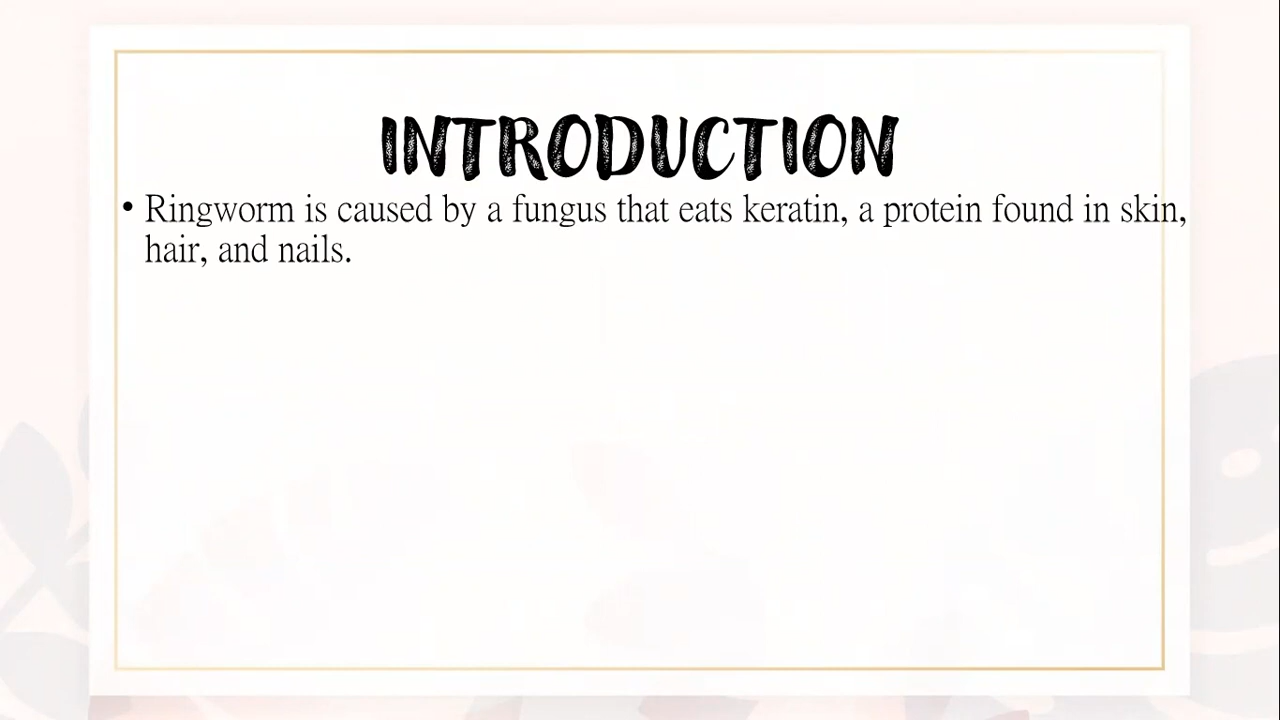 INTRODUCTION
• Ringworm is caused by a fungus that eats keratin, a protein found in skin,
hair, and nails.